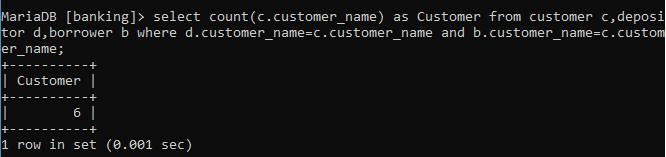 MariaDB [banking]> select count(c.customer_name) as Customer from customer c,deposi
tor d,borrower b where d.customer_name=c.customer_name and b.customer_name=c.custom
er_name;
+----------+
| Customer |
+----------+
|        6 |
+----------+
1 row in set (0.001 sec)